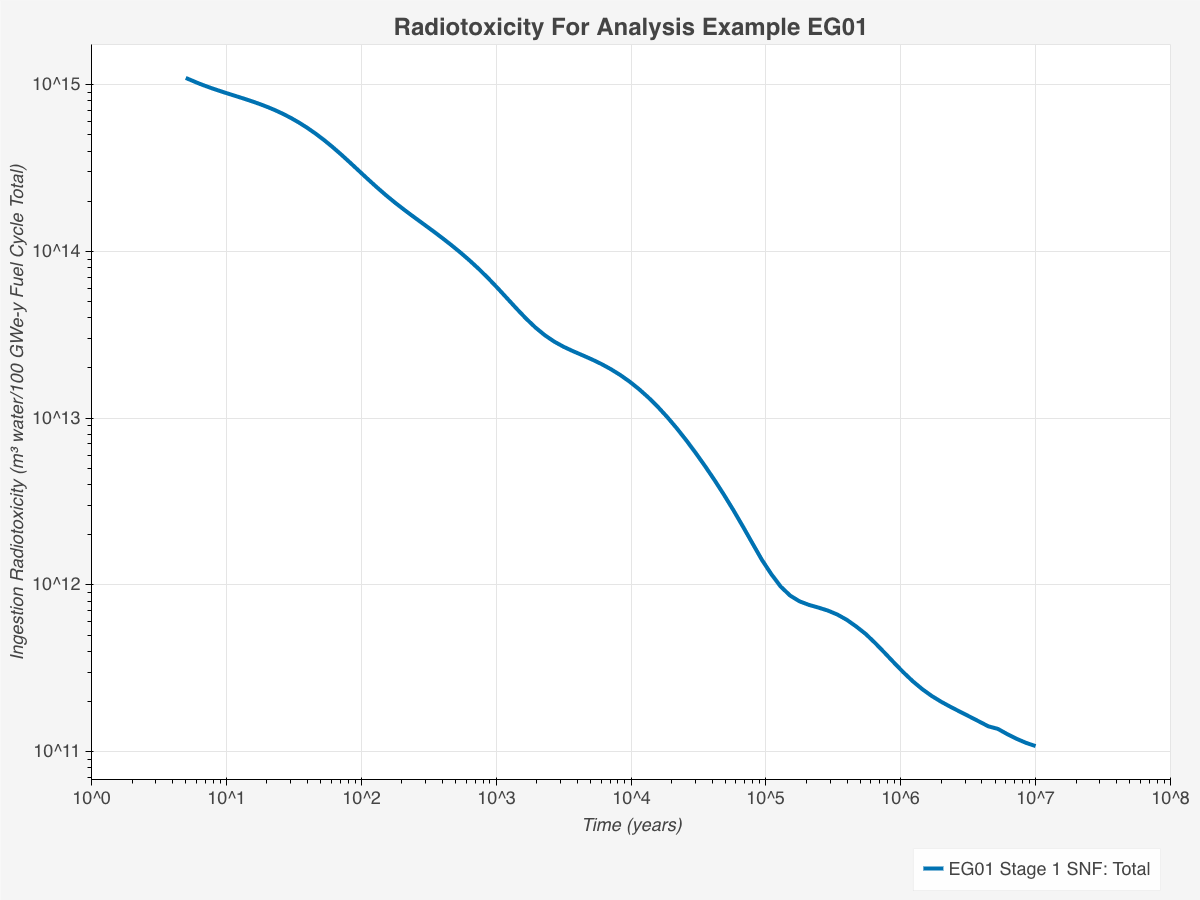 Radiotoxicity For Analysis Example EG01
Ingestion Radiotoxicity (m³ water/100 GWe-y Fuel Cycle Total)
10^15
10^14
10^13
10^12
10^11
10^0 10^1 10^2 10^3 10^4 10^5 10^6 10^7 10^8
Time (years)
EG01 Stage 1 SNF: Total